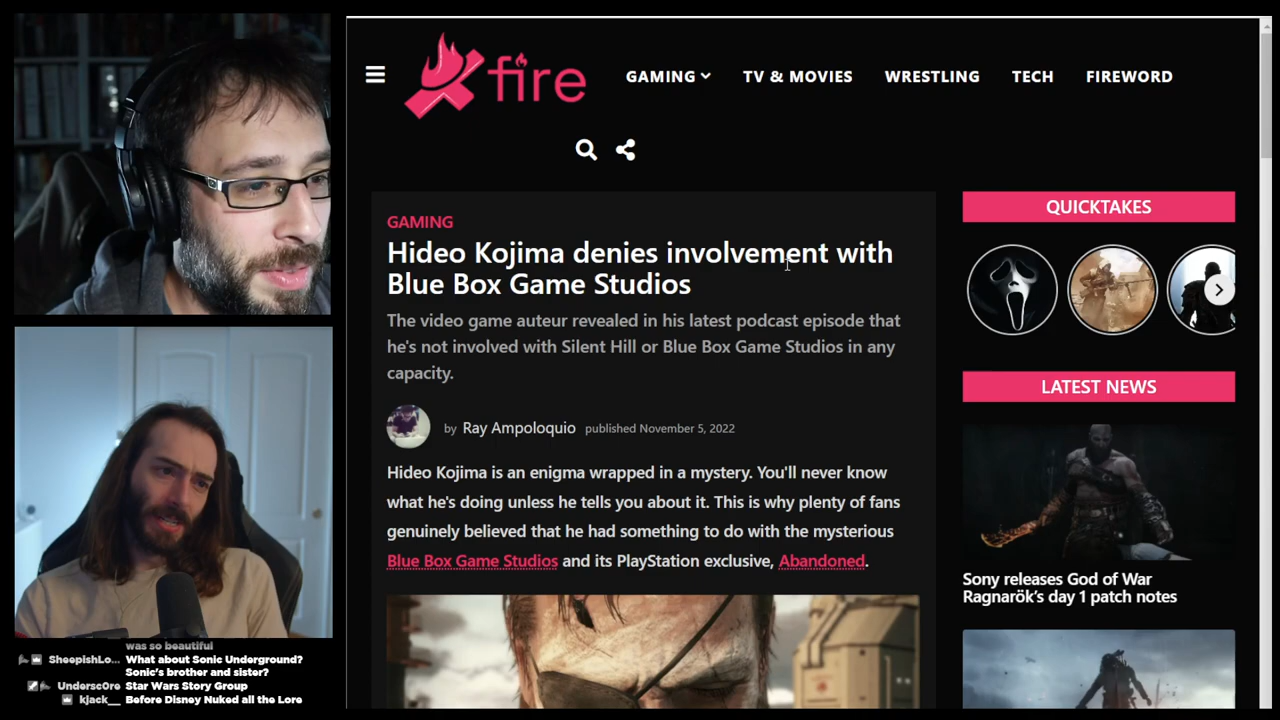 fire
GAMING
TV & MOVIES
WRESTLING
TECH
FIREWORD
GAMING
Hideo Kojima denies involvement with
Blue Box Game Studios
The video game auteur revealed in his latest podcast episode that
he's not involved with Silent Hill or Blue Box Game Studios in any
capacity.
by Ray Ampoloquio published November 5, 2022
Hideo Kojima is an enigma wrapped in a mystery. You'll never know
what he's doing unless he tells you about it. This is why plenty of fans
genuinely believed that he had something to do with the mysterious
Blue Box Game Studios and its PlayStation exclusive, Abandoned.
QUICKTAKES
LATEST NEWS
Sony releases God of War
Ragnarök's day 1 patch notes
was so beautiful
SheepishLo... What about Sonic Underground?
Sonic's brother and sister?
Undersc0re Star Wars Story Group
kjack__ Before Disney Nuked all the Lore